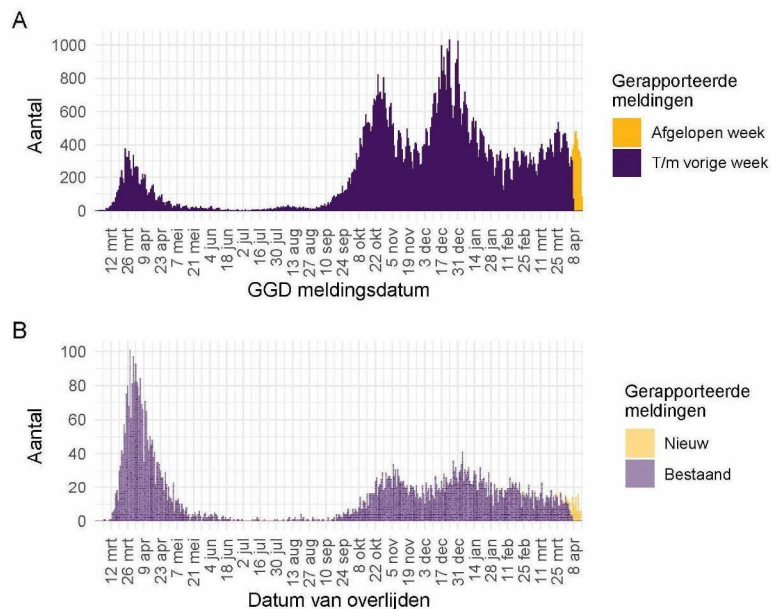 A
1000
800
600
400
200
0
Aantal
12 mrt
26 mrt
9 apr
23 apr
7 mei
21 mei
4 jun
18 jun
2 jul
16 jul
30 jul
13 aug
27 aug
10 sep
24 sep
8 okt
22 okt
5 nov
19 nov
3 dec
17 dec
31 dec
14 jan
28 jan
11 feb
25 feb
11 mrt
25 mrt
8 apr
GGD meldingsdatum
Gerapporteerde
meldingen
Afgelopen week
T/m vorige week
B
100
80
60
40
20
0
Aantal
12 mrt
26 mrt
9 apr
23 apr
7 mei
21 mei
4 jun
18 jun
2 jul
16 jul
30 jul
13 aug
27 aug
10 sep
24 sep
8 okt
22 okt
5 nov
19 nov
3 dec
17 dec
31 dec
14 jan
28 jan
11 feb
25 feb
11 mrt
25 mrt
8 apr
Datum van overlijden
Gerapporteerde
meldingen
Nieuw
Bestaand